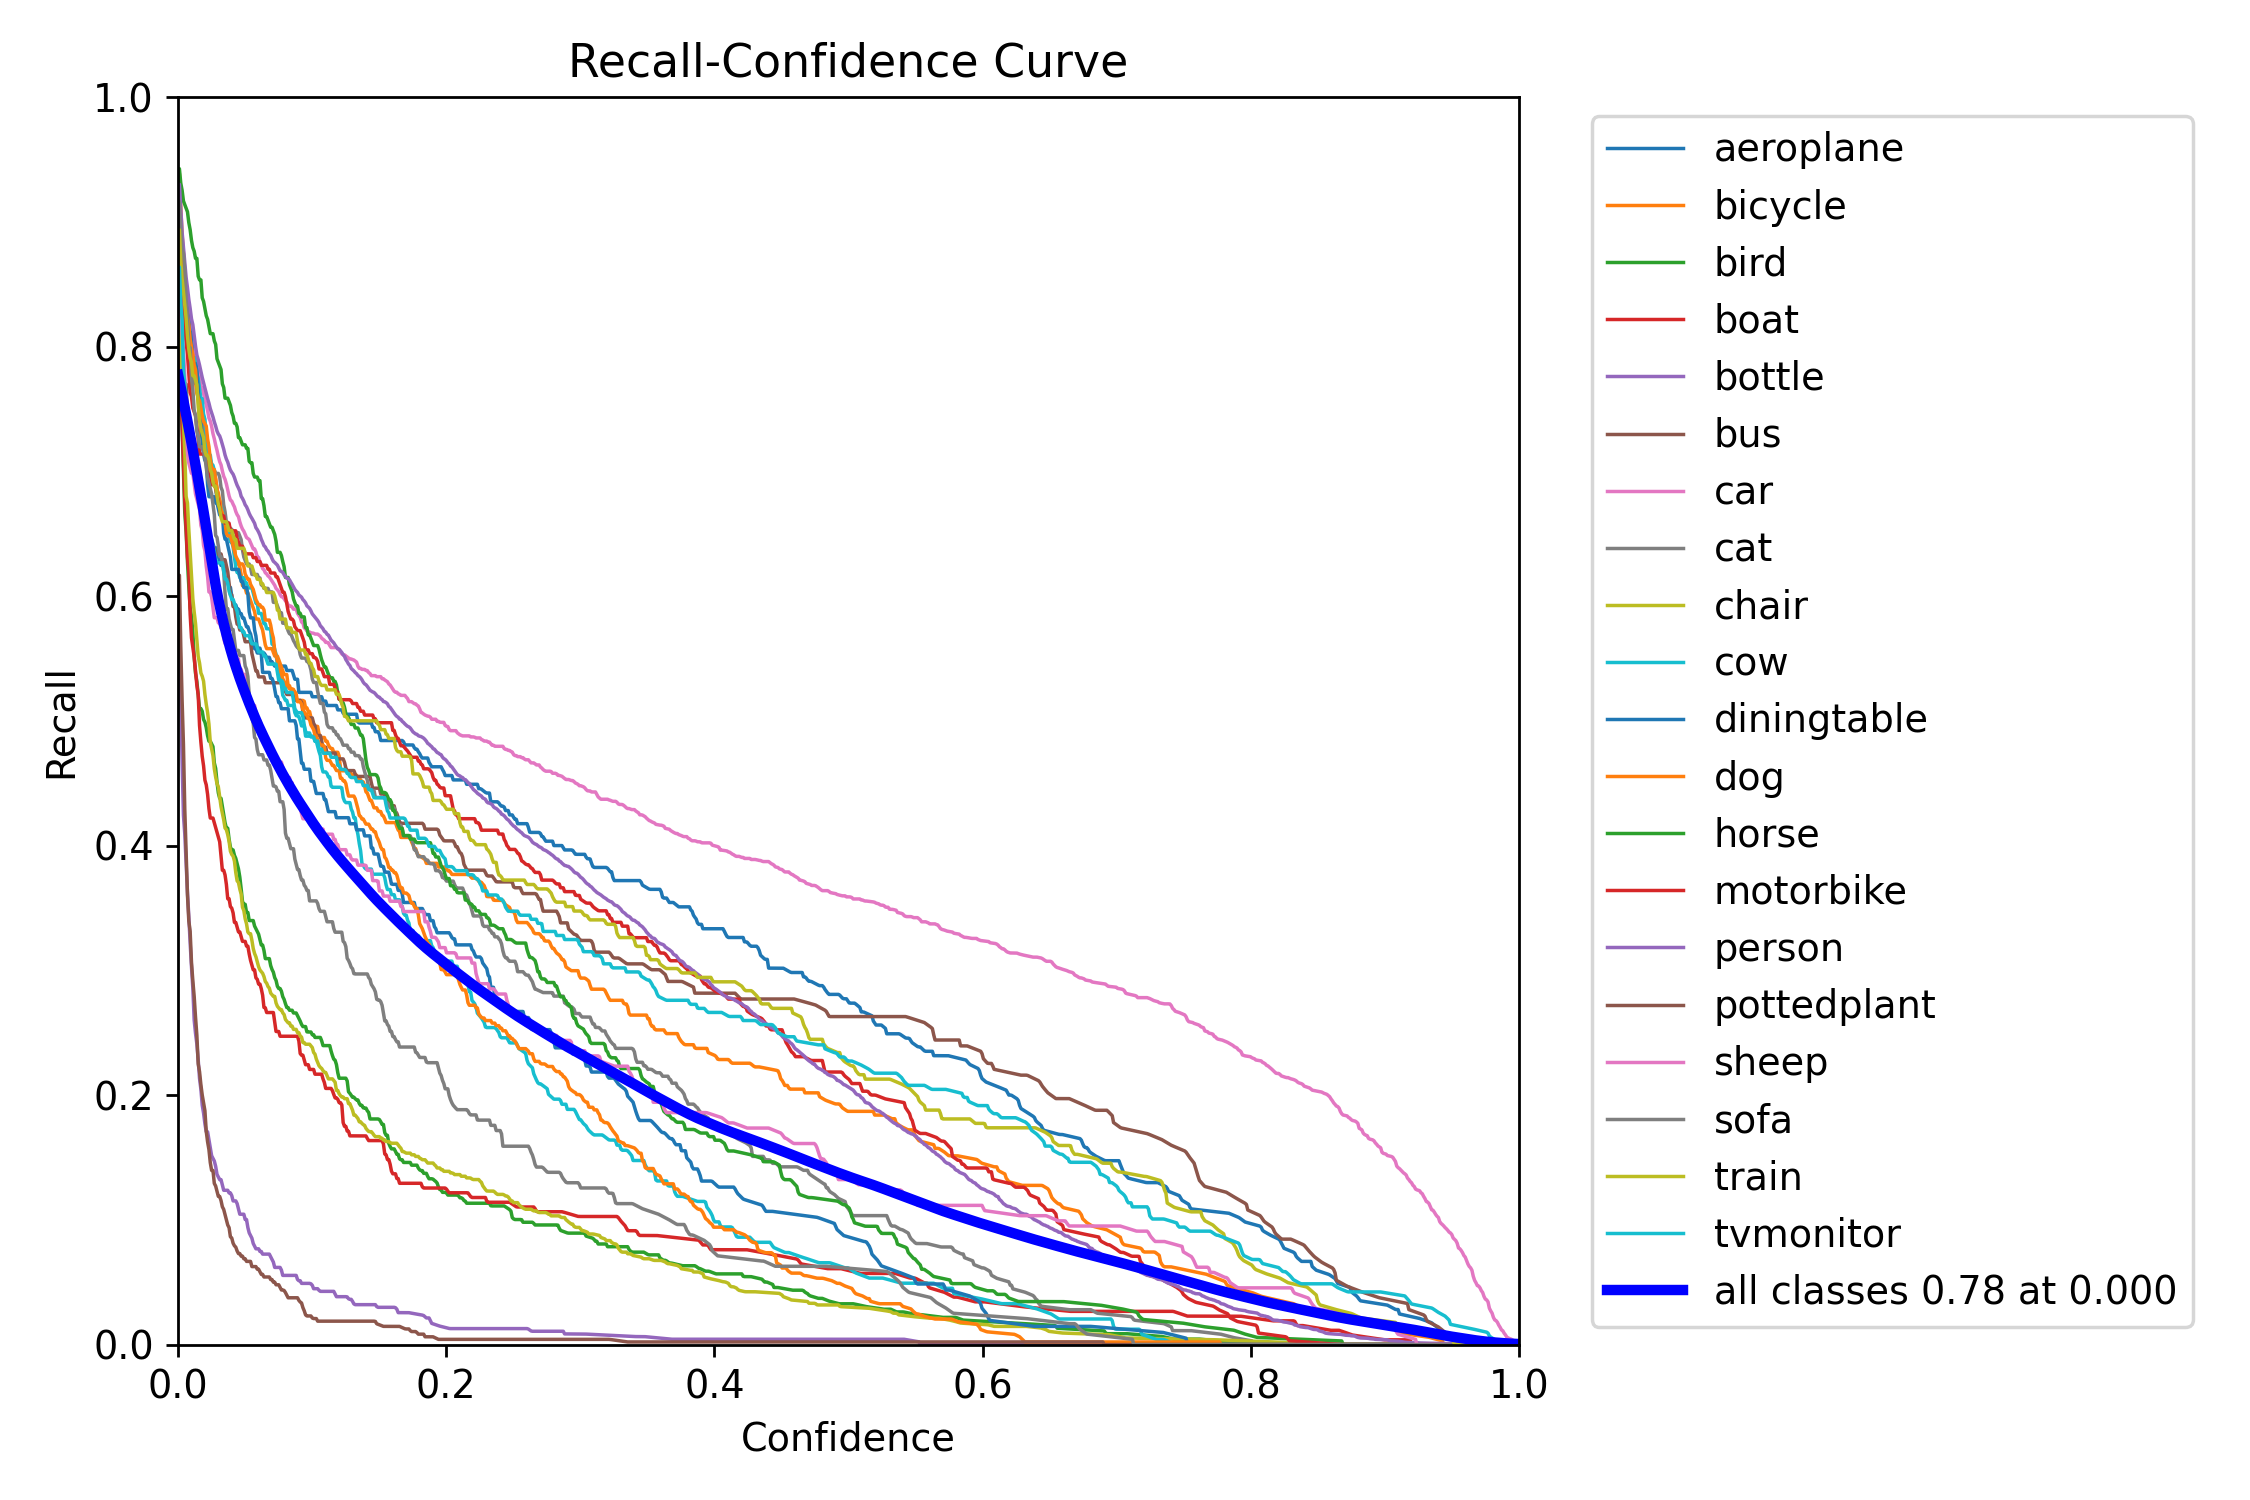 Recall-Confidence Curve
1.0
0.8
0.6
0.4
0.2
0.0
Recall
0.0 0.2 0.4 0.6 0.8 1.0
Confidence
aeroplane
bicycle
bird
boat
bottle
bus
car
cat
chair
cow
diningtable
dog
horse
motorbike
person
pottedplant
sheep
sofa
train
tvmonitor
all classes 0.78 at 0.000